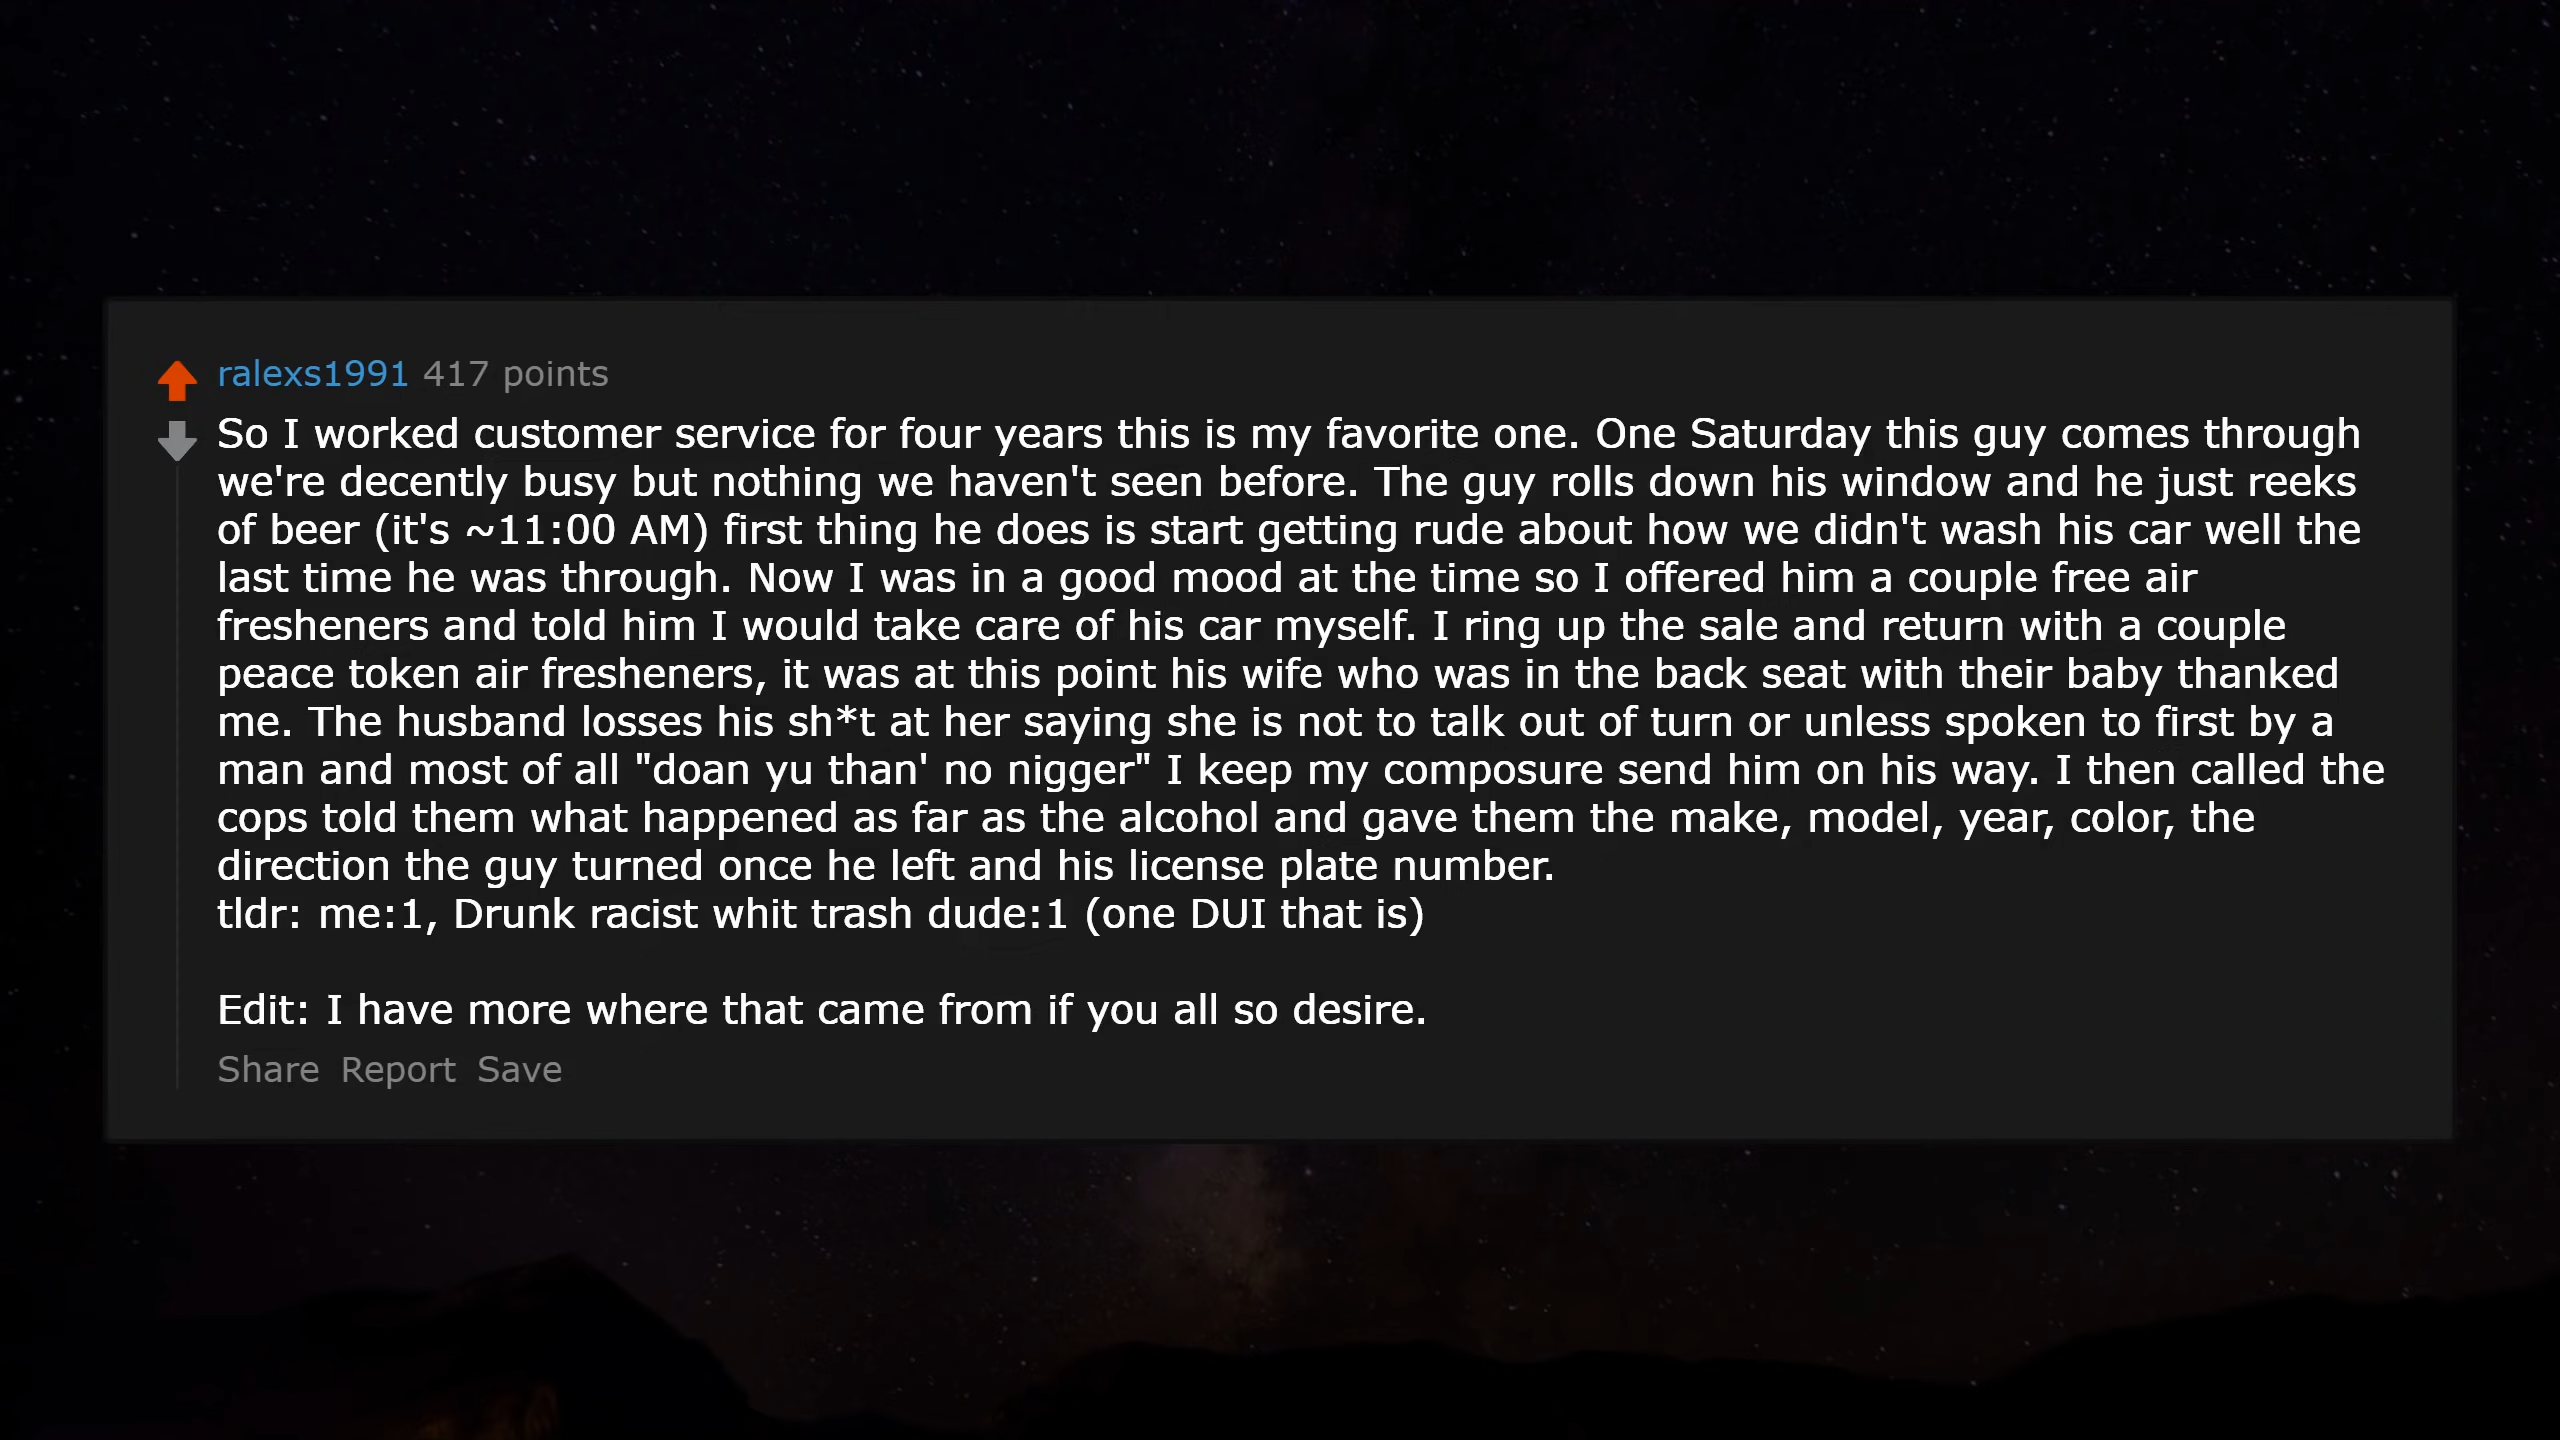 ralexs1991 417 points
So I worked customer service for four years this is my favorite one. One Saturday this guy comes through
we're decently busy but nothing we haven't seen before. The guy rolls down his window and he just reeks
of beer (it's ~11:00 AM) first thing he does is start getting rude about how we didn't wash his car well the
last time he was through. Now I was in a good mood at the time so I offered him a couple free air
fresheners and told him I would take care of his car myself. I ring up the sale and return with a couple
peace token air fresheners, it was at this point his wife who was in the back seat with their baby thanked
me. The husband losses his sh*t at her saying she is not to talk out of turn or unless spoken to first by a
man and most of all "doan yu than' no nigger" I keep my composure send him on his way. I then called the
cops told them what happened as far as the alcohol and gave them the make, model, year, color, the
direction the guy turned once he left and his license plate number.
tldr: me:1, Drunk racist whit trash dude:1 (one DUI that is)
Edit: I have more where that came from if you all so desire.
Share Report Save